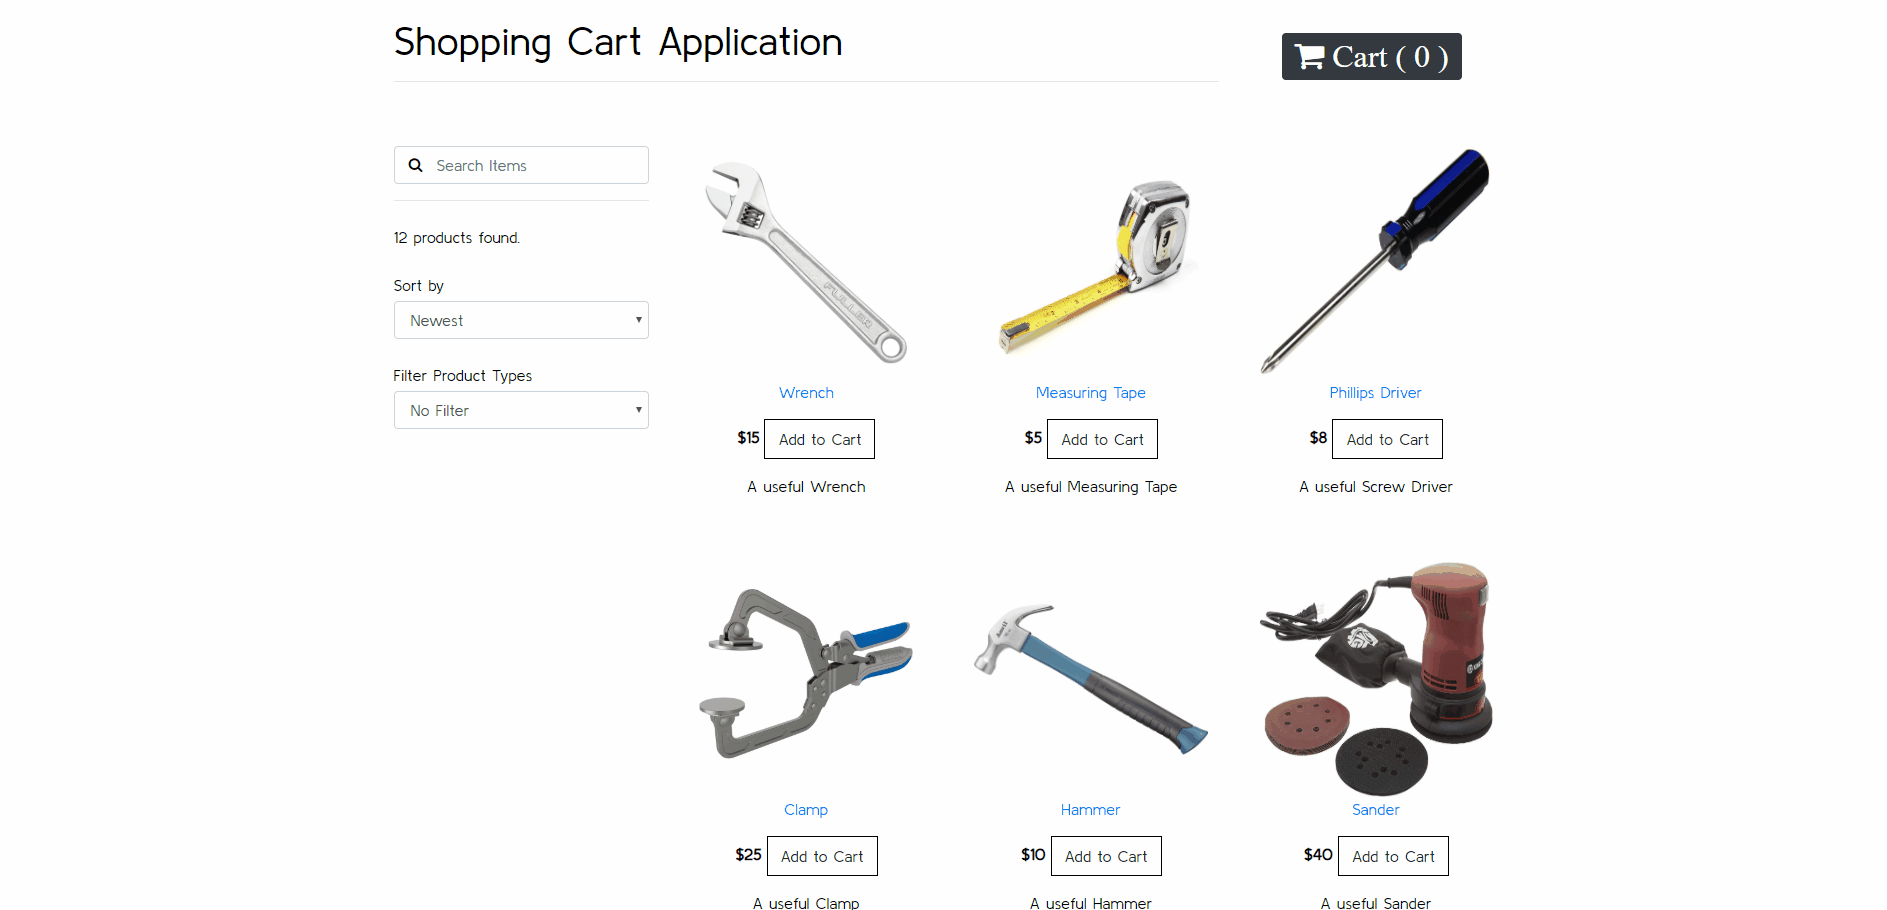 Shopping Cart Application
Cart ( 0 )
Search Items
12 products found.
Sort by
Newest
Filter Product Types
No Filter
FULLER
Wrench
$15 Add to Cart
A useful Wrench
Measuring Tape
$5 Add to Cart
A useful Measuring Tape
Phillips Driver
$8 Add to Cart
A useful Screw Driver
Clamp
$25 Add to Cart
A useful Clamp
Hammer
$10 Add to Cart
A useful Hammer
Sander
$40 Add to Cart
A useful Sander